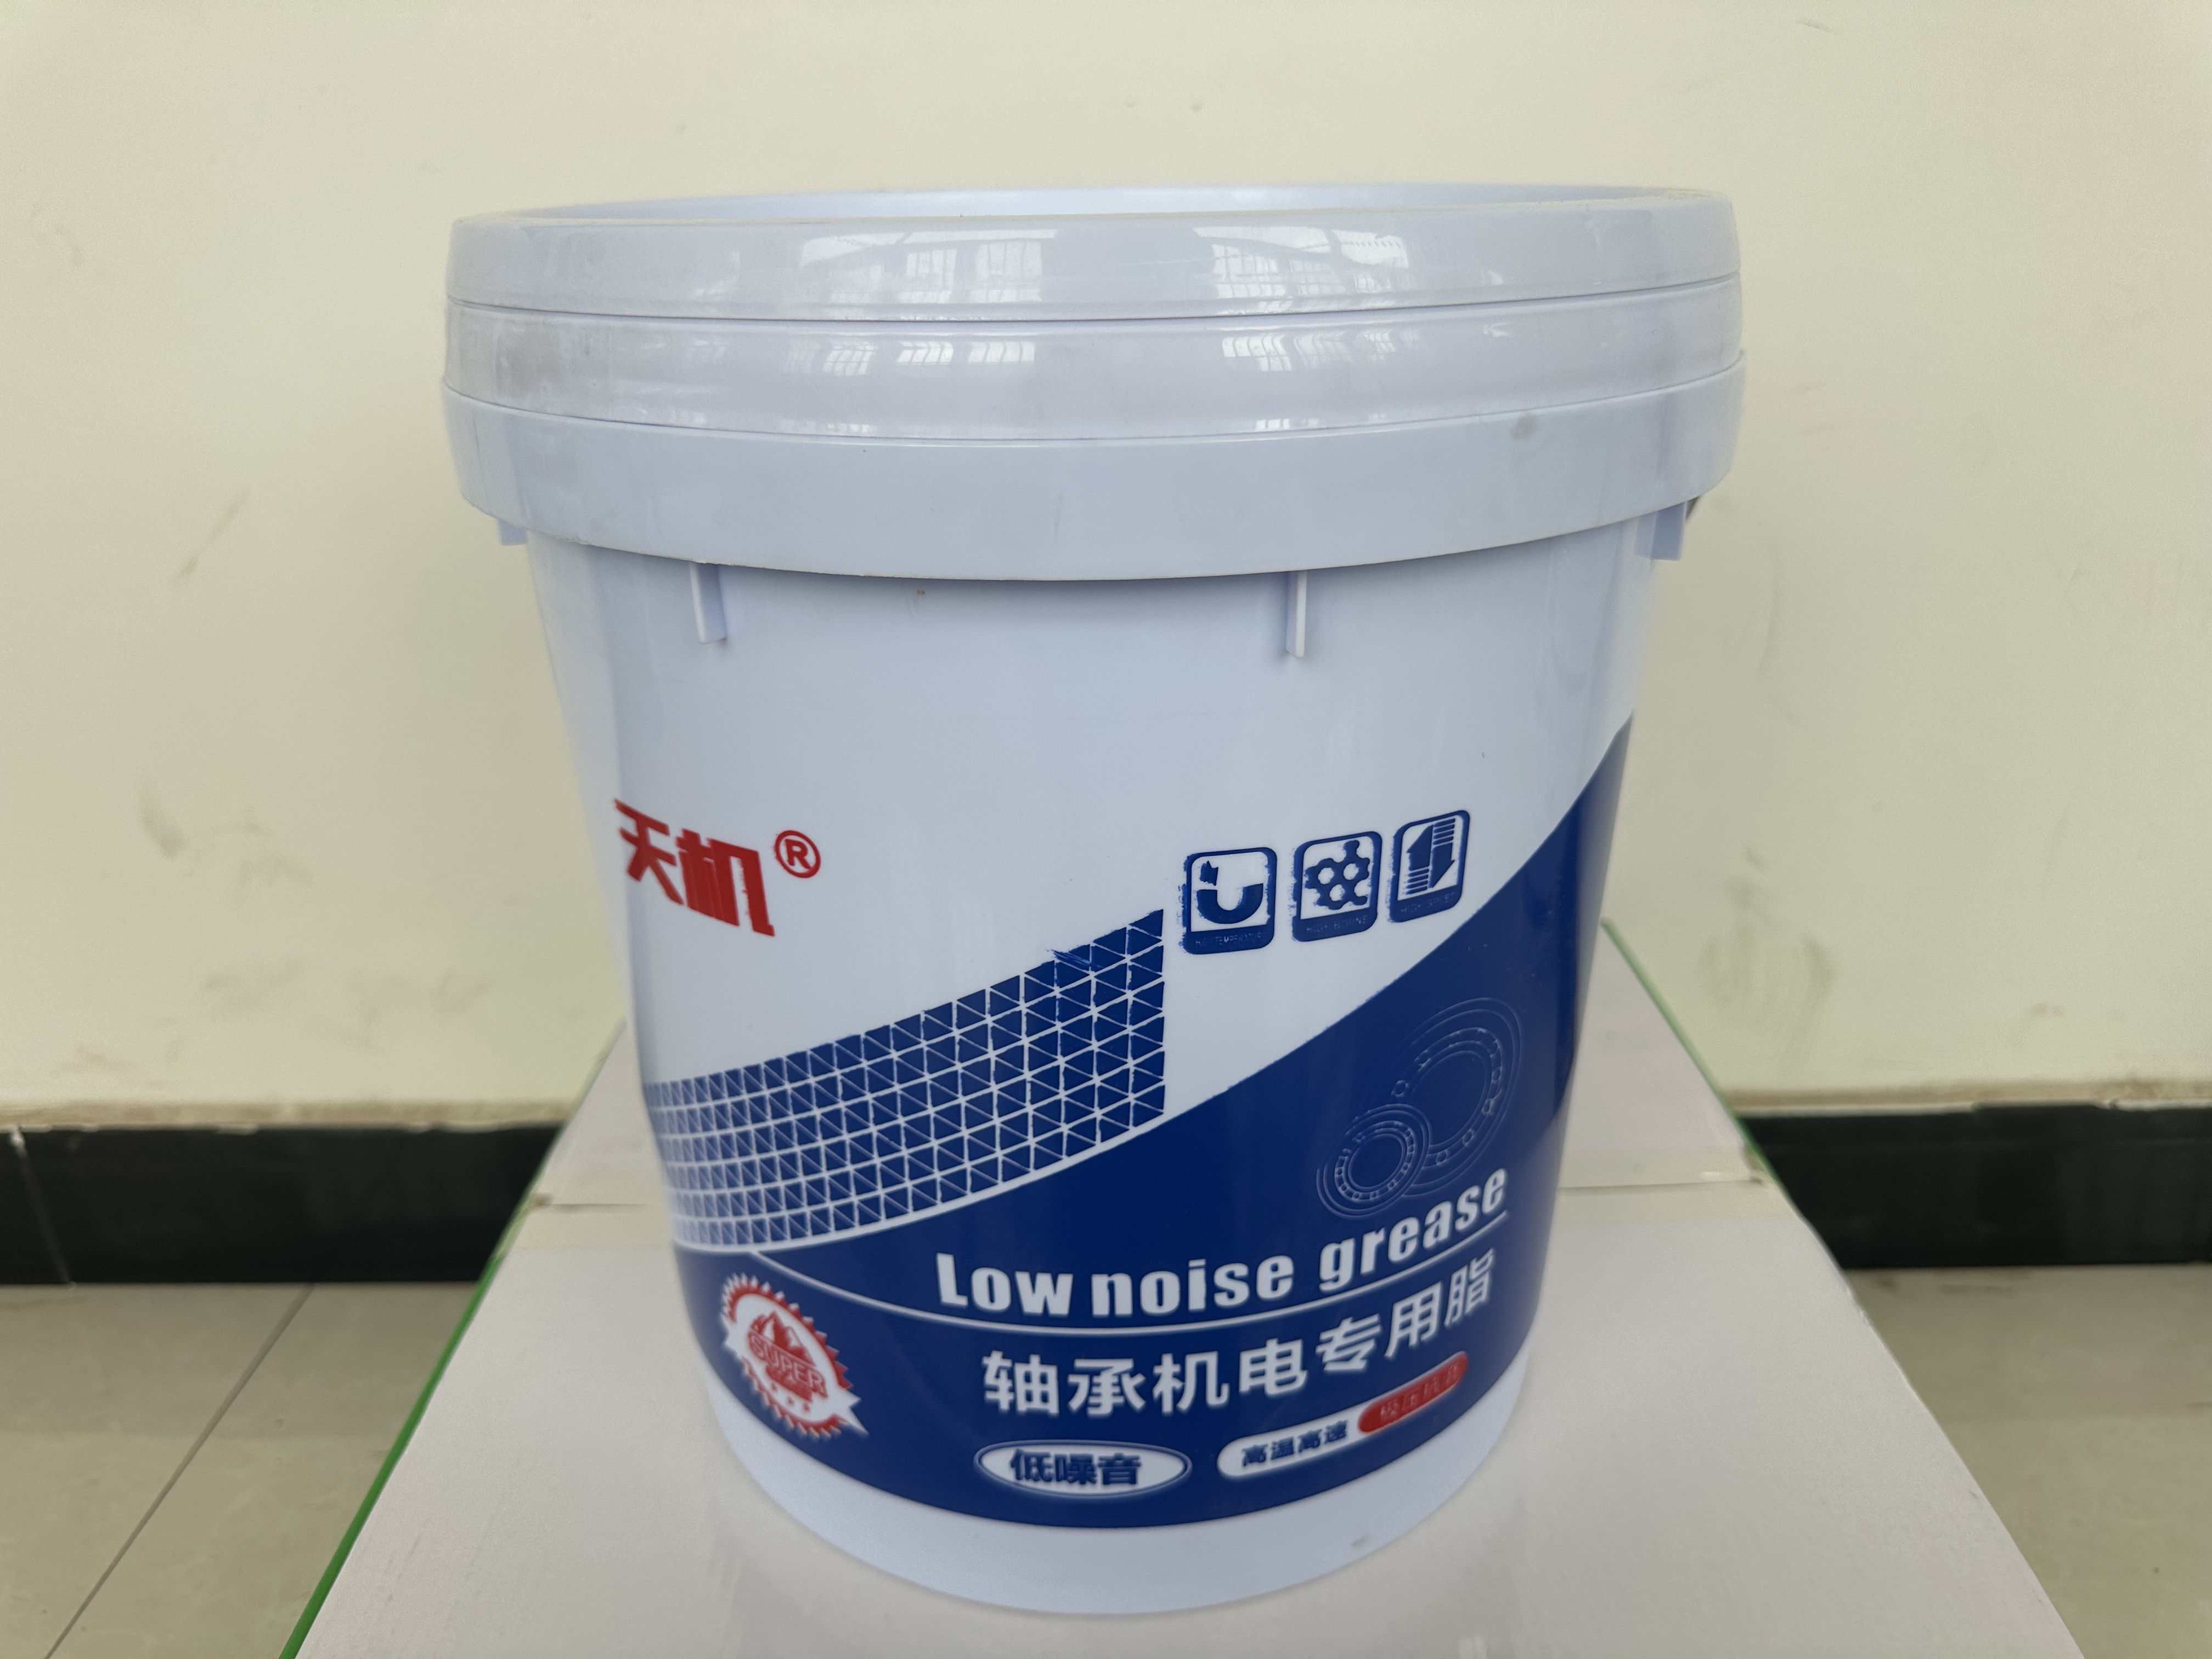 天机®
Low noise grease
轴承机电专用脂
SUPER
低噪音
高温高速